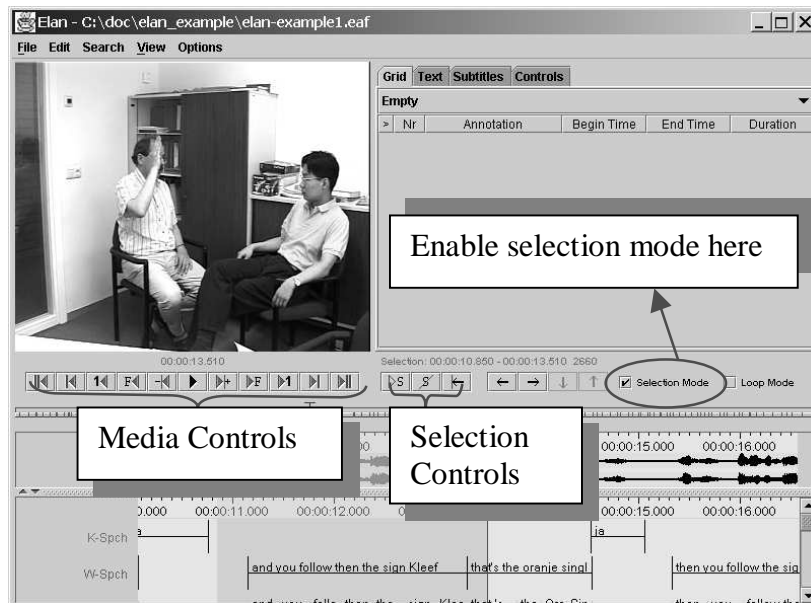 Elan - C:\doc\elan_example\elan-example1.eaf
File Edit Search View Options
Grid Text Subtitles Controls
Empty
> Nr Annotation Begin Time End Time Duration
Enable selection mode here
00:00:13.510
Selection: 00:00:10.850 - 00:00:13.510 2660
1 F F 1 S S Selection Mode Loop Mode
Media Controls
Selection
Controls
00:00:15.000 00:00:16.000
00:00:11.000 00:00:12.000 00:00:15.000 00:00:16.000
K-Spch ja
W-Spch and you follow then the sign Kleef that's the oranje singl then you follow the sig